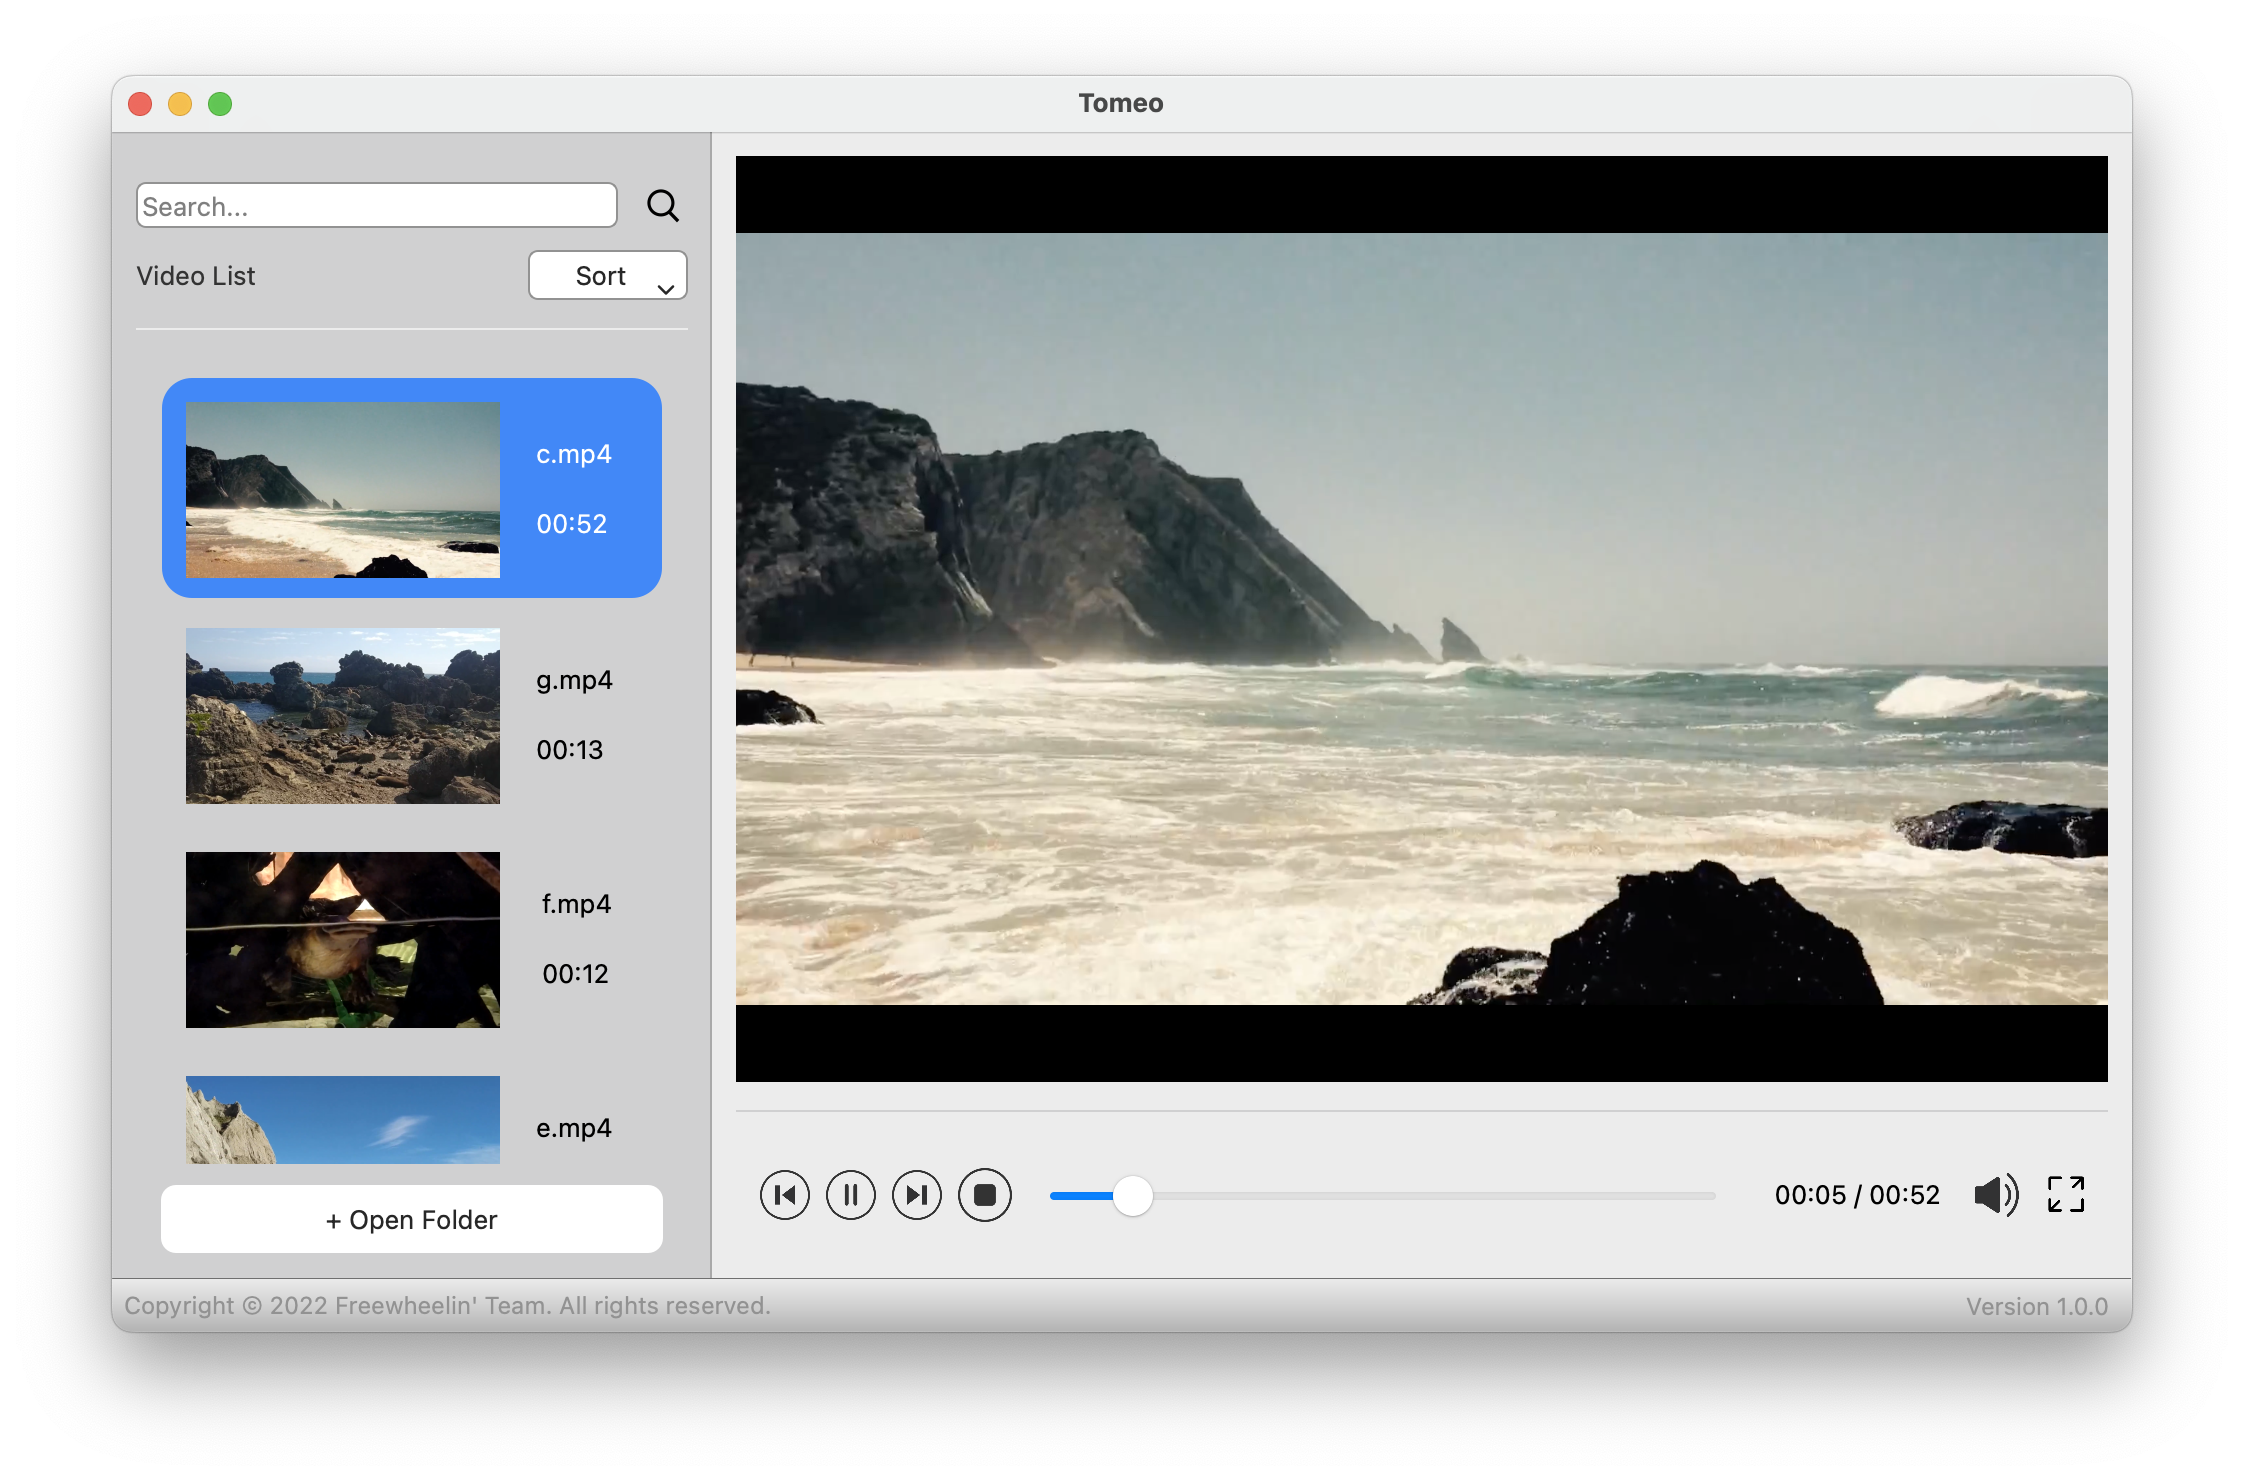 Tomeo
Search...
Video List
Sort
c.mp4
00:52
g.mp4
00:13
f.mp4
00:12
e.mp4
+ Open Folder
00:05 / 00:52
Copyright © 2022 Freewheelin' Team. All rights reserved.
Version 1.0.0